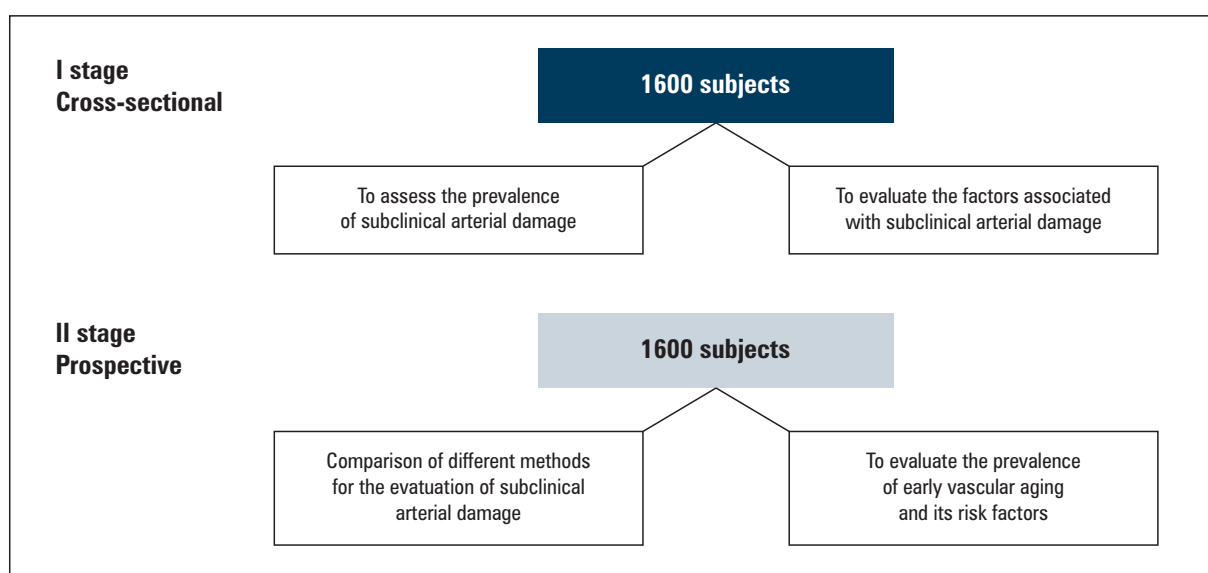 I stage
Cross-sectional
1600 subjects
To assess the prevalence
of subclinical arterial damage
To evaluate the factors associated
with subclinical arterial damage
II stage
Prospective
1600 subjects
Comparison of different methods
for the evatuation of subclinical
arterial damage
To evaluate the prevalence
of early vascular aging
and its risk factors